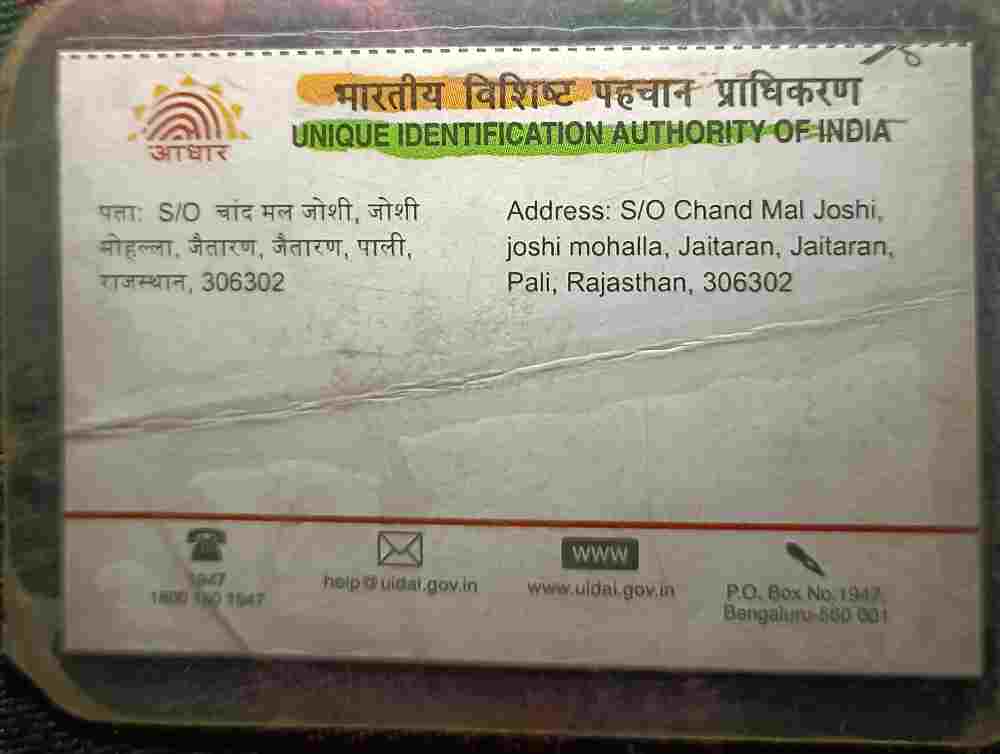 भारतीय विशिष्ट पहचान प्राधिकरण
UNIQUE IDENTIFICATION AUTHORITY OF INDIA
आधार
पता: S/O चांद मल जोशी, जोशी
मोहल्ला, जैतारण, जैतारण, पाली,
राजस्थान, 306302
Address: S/O Chand Mal Joshi,
joshi mohalla, Jaitaran, Jaitaran,
Pali, Rajasthan, 306302
1947
1800 180 1947
help@uidai.gov.in
WWW
www.uidai.gov.in
P.O. Box No.1947,
Bengaluru-560 001